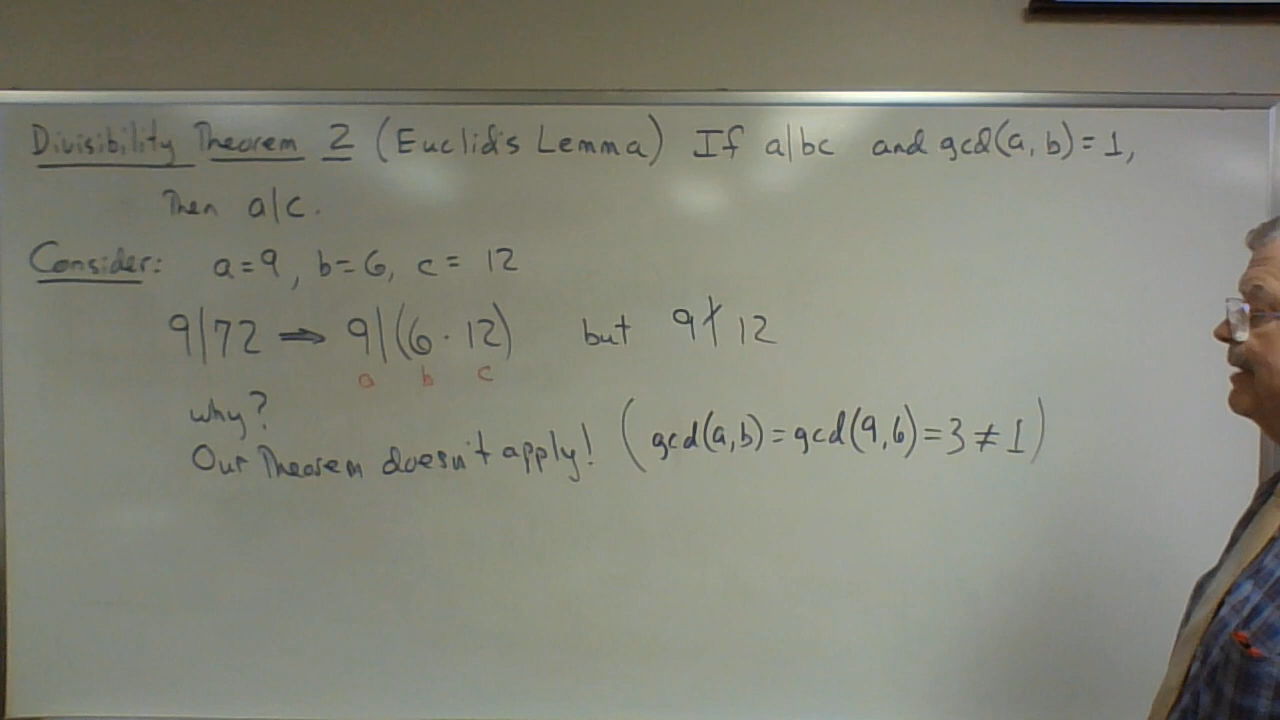 Divisibility Theorem 2 (Euclid's Lemma) If a|bc and gcd(a, b) = 1,
Then a|c.
Consider: a=9, b=6, c= 12
9|72 ⇒ 9|(6 · 12) but 9∤12
a b c
why?
Our Theorem doesn't apply! (gcd(a,b) = gcd(9,6) = 3 ≠ 1)